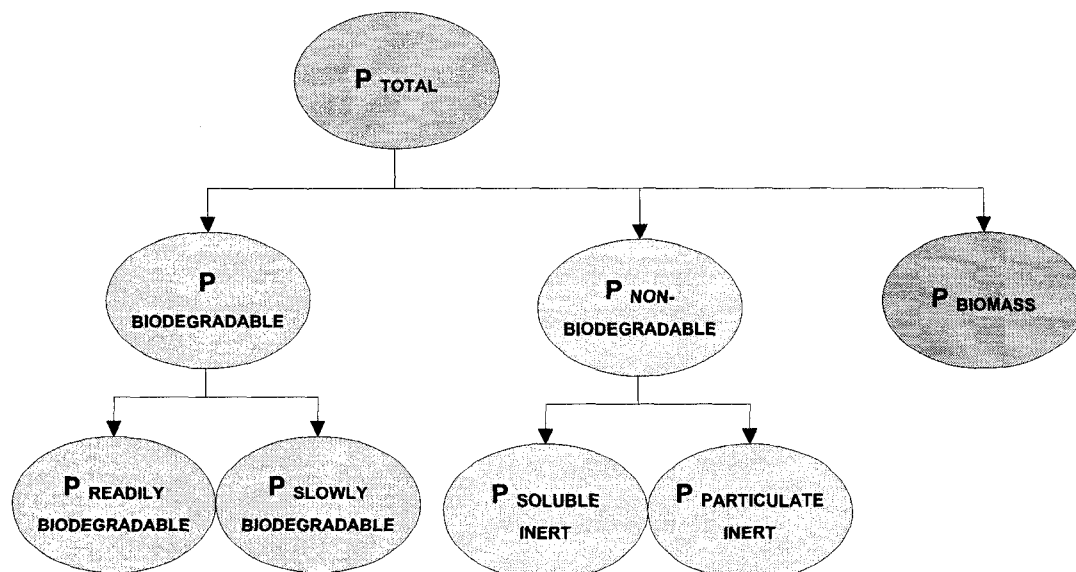 P TOTAL
P
BIODEGRADABLE
P NON-
BIODEGRADABLE
P BIOMASS
P READILY
BIODEGRADABLE
P SLOWLY
BIODEGRADABLE
P SOLUBLE
INERT
P PARTICULATE
INERT